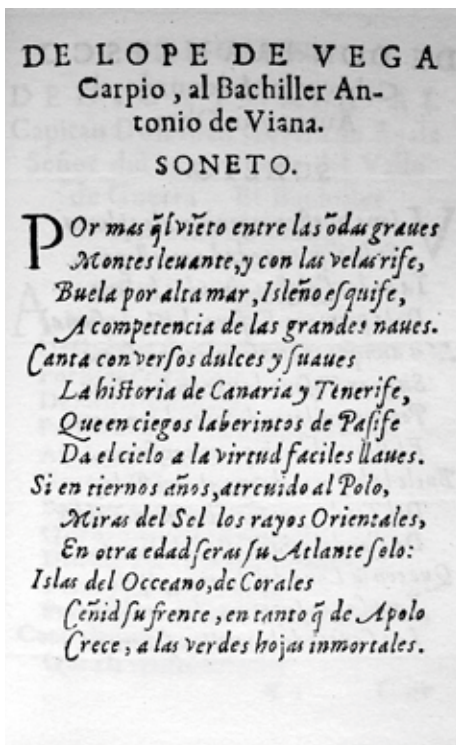 DE LOPE DE VEGA
Carpio, al Bachiller An-
tonio de Viana.
SONETO.
POr mas q̃l viẽto entre las õdas graues
Montes leuante, y con las velas rife,
Buela por alta mar, Isleño esquife,
A competencia de las grandes naues.
Canta con versos dulces y suaues
La historia de Canaria y Tenerife,
Que en ciegos laberintos de Pasife
Da el cielo a la virtud faciles llaues.
Si en tiernos años, atreuido al Polo,
Miras del Sol los rayos Orientales,
En otra edad seras su Atlante solo:
Islas del Occeano, de Corales
Ceñid su frente, en tanto q̃ de Apolo
Crece, a las verdes hojas inmortales.